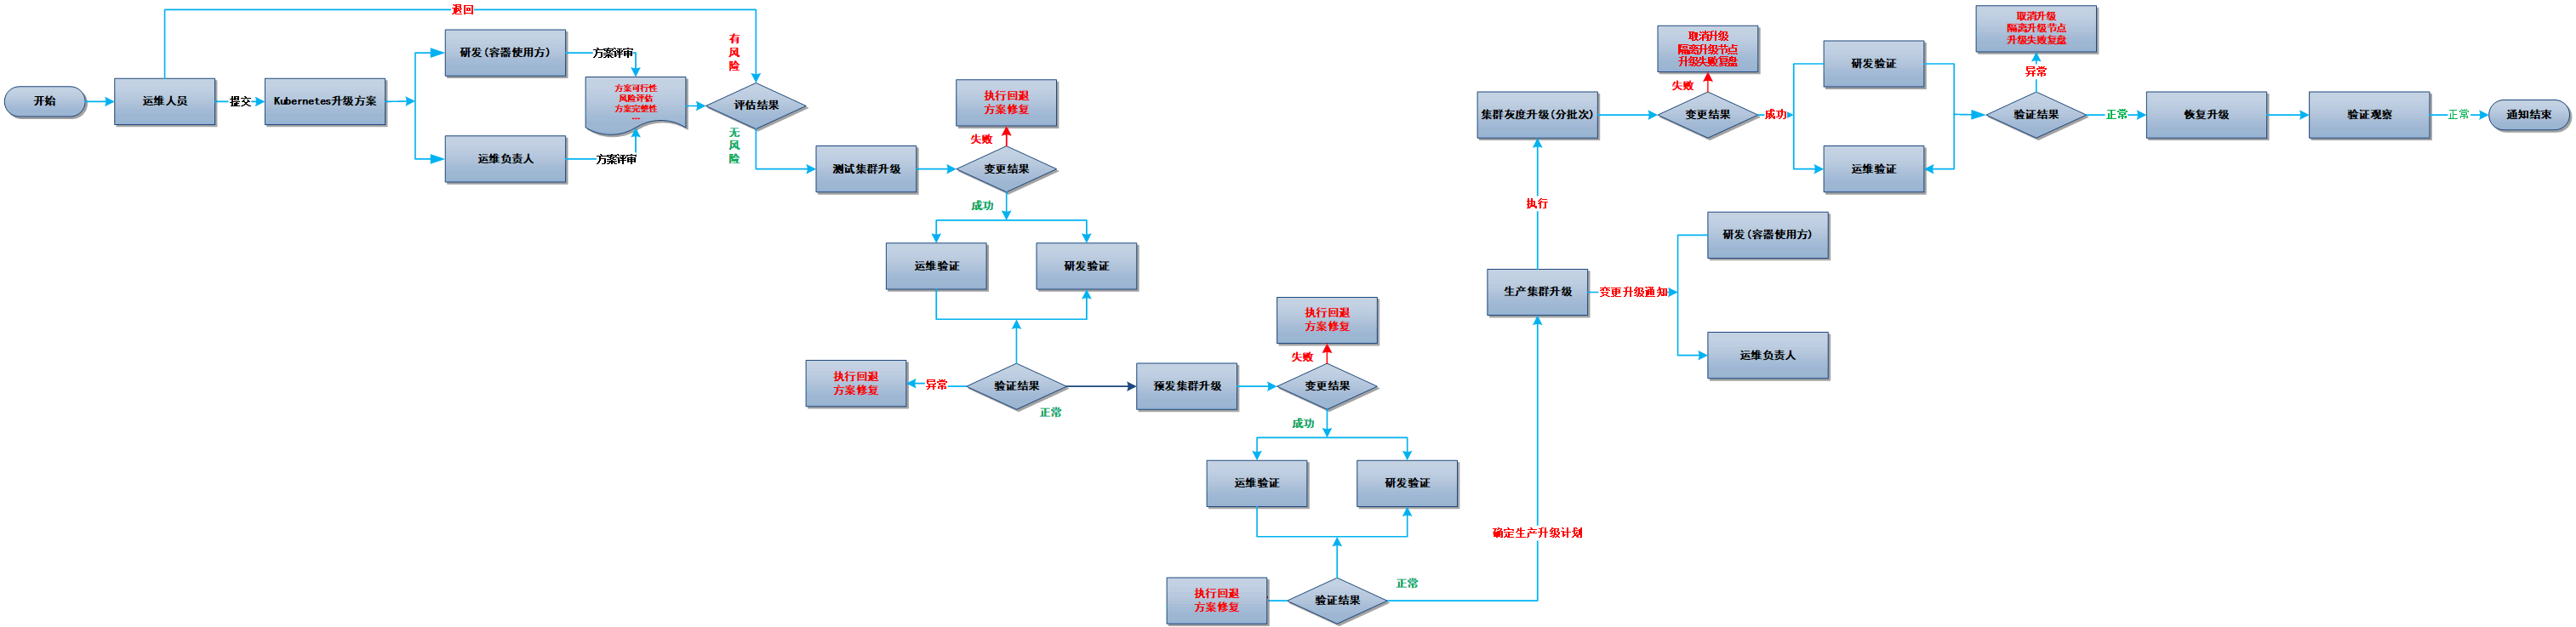 开始
运维人员
提交
Kubernetes升级方案
退回
研发(容器使用方)
运维负责人
方案评审
方案评审
方案可行性
风险评估
方案完整性
...
评估结果
有
风
险
无
风
险
测试集群升级
变更结果
失败
执行回退
方案修复
成功
运维验证
研发验证
验证结果
异常
执行回退
方案修复
正常
预发集群升级
变更结果
失败
执行回退
方案修复
成功
运维验证
研发验证
验证结果
执行回退
方案修复
正常
确定生产升级计划
生产集群升级
变更升级通知
研发(容器使用方)
运维负责人
执行
集群灰度升级(分批次)
变更结果
失败
取消升级
隔离升级节点
升级失败复盘
成功
研发验证
运维验证
验证结果
异常
取消升级
隔离升级节点
升级失败复盘
正常
恢复升级
验证观察
正常
通知结束